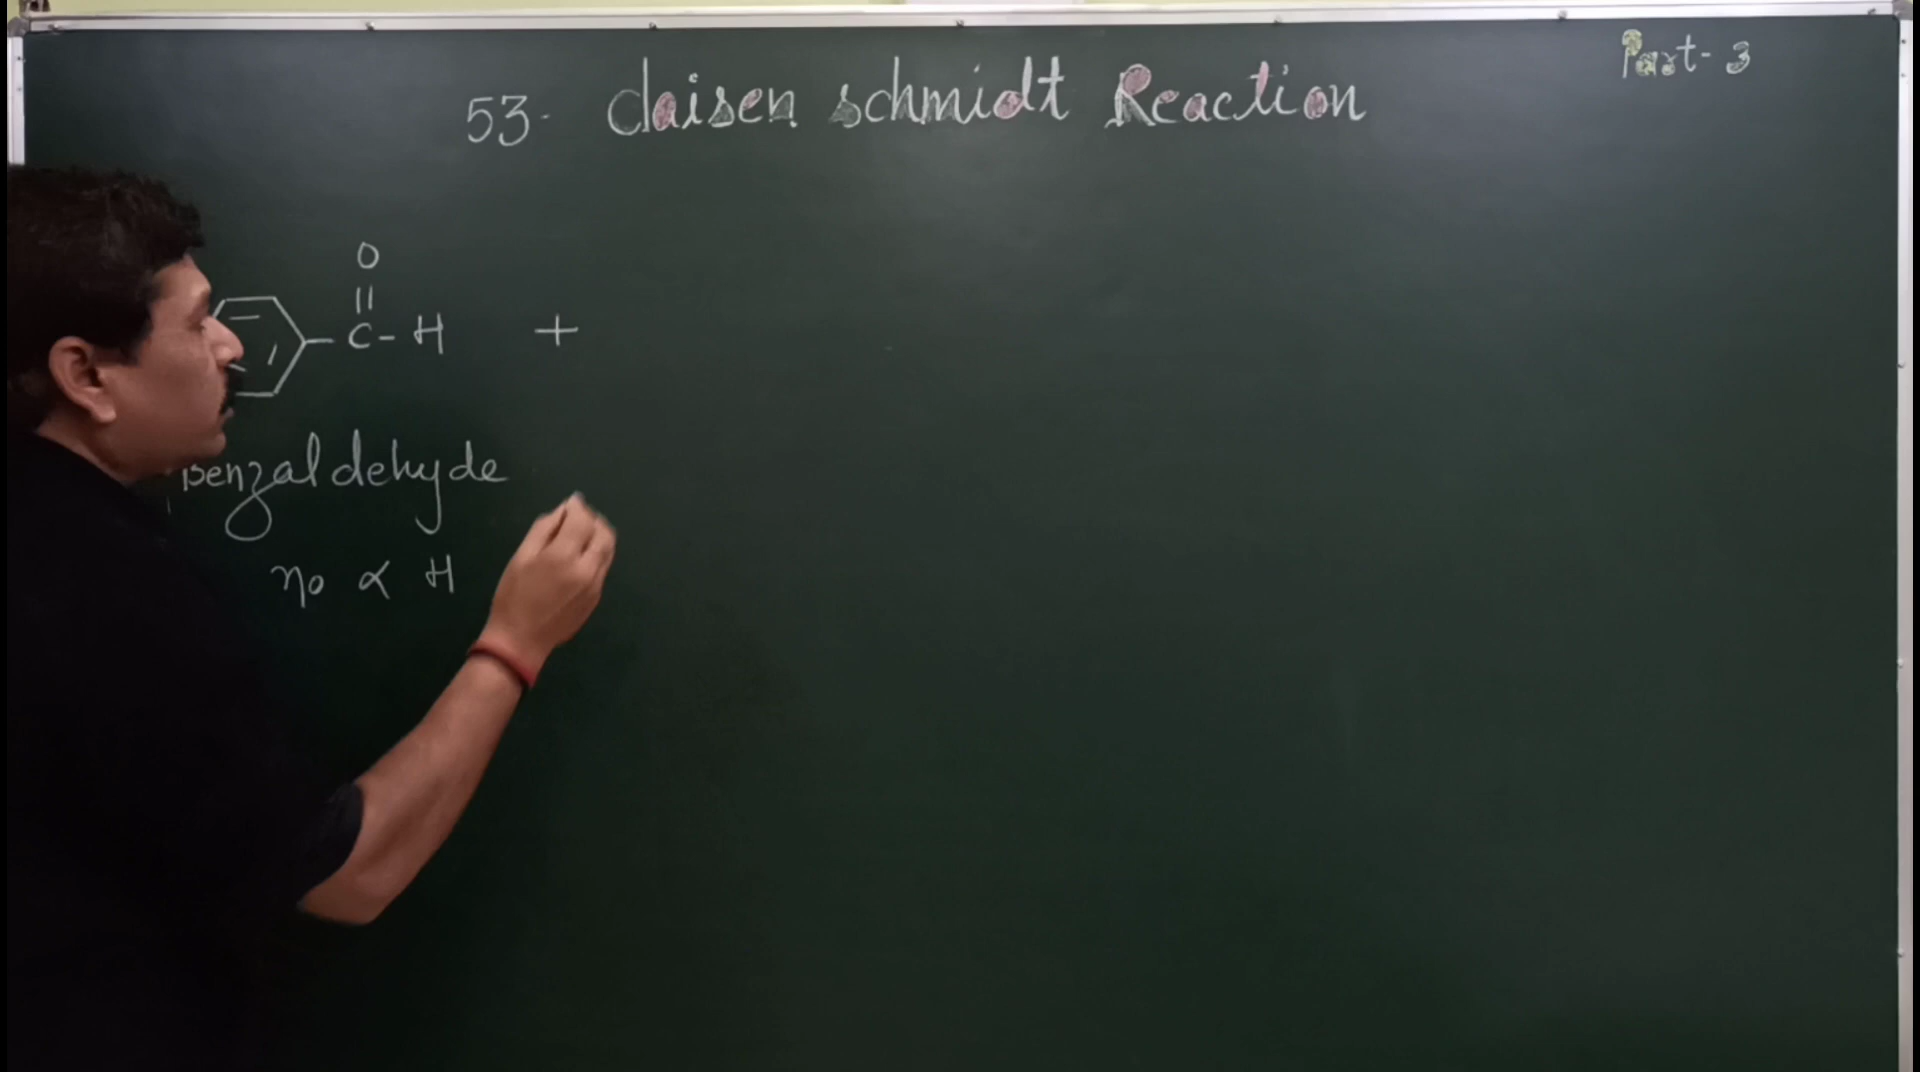 Part-3
53. Claisen schmidt Reaction
O
||
C-H +
Benzaldehyde
no α H